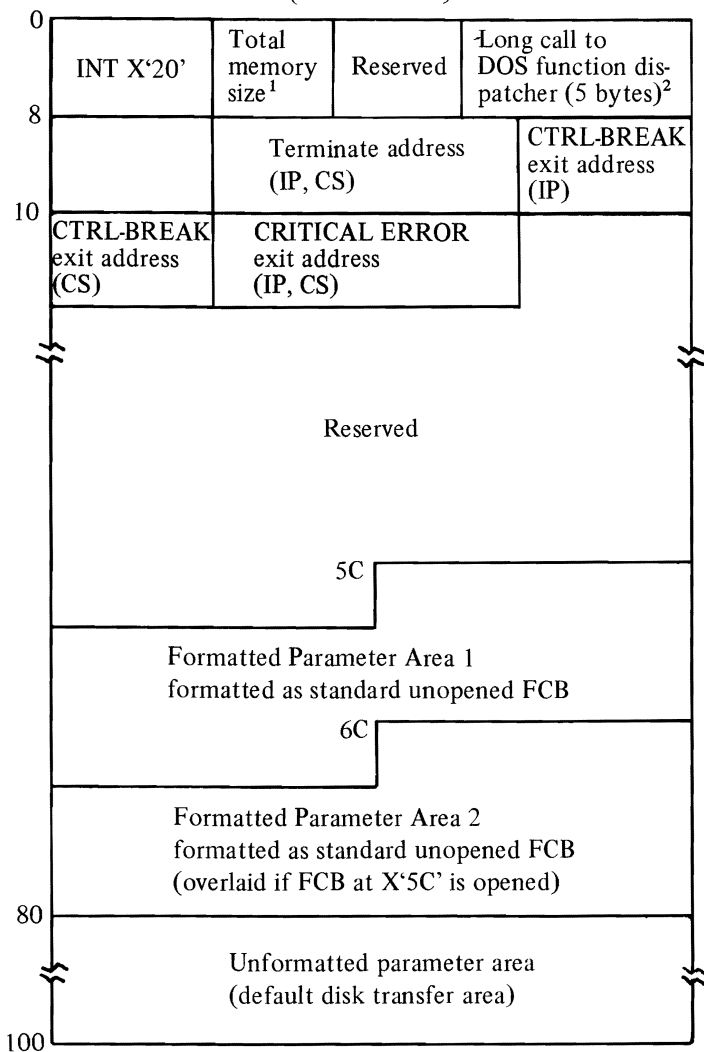 0
INT X‘20’
Total
memory
size¹
Reserved
Long call to
DOS function dis-
patcher (5 bytes)²
8
Terminate address
(IP, CS)
CTRL-BREAK
exit address
(IP)
10
CTRL-BREAK
exit address
(CS)
CRITICAL ERROR
exit address
(IP, CS)
Reserved
5C
Formatted Parameter Area 1
formatted as standard unopened FCB
6C
Formatted Parameter Area 2
formatted as standard unopened FCB
(overlaid if FCB at X‘5C’ is opened)
80
Unformatted parameter area
(default disk transfer area)
100